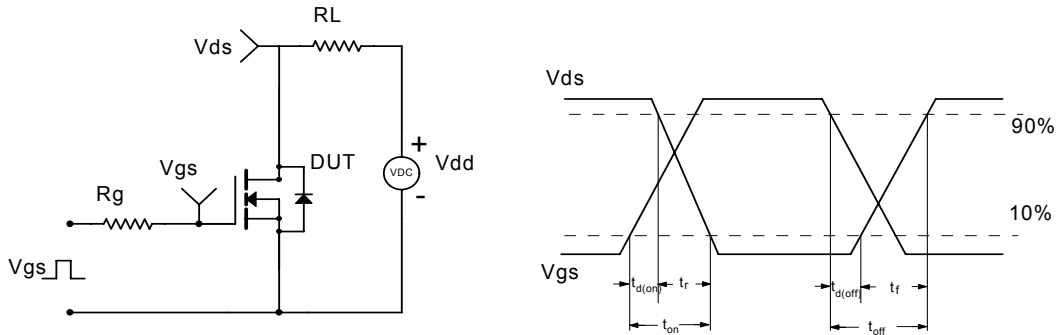 RL
Vds
Vgs
DUT
+
VDC
Vdd
-
Rg
Vgs
Vds
90%
10%
Vgs
td(on)
tr
td(off)
tf
ton
toff